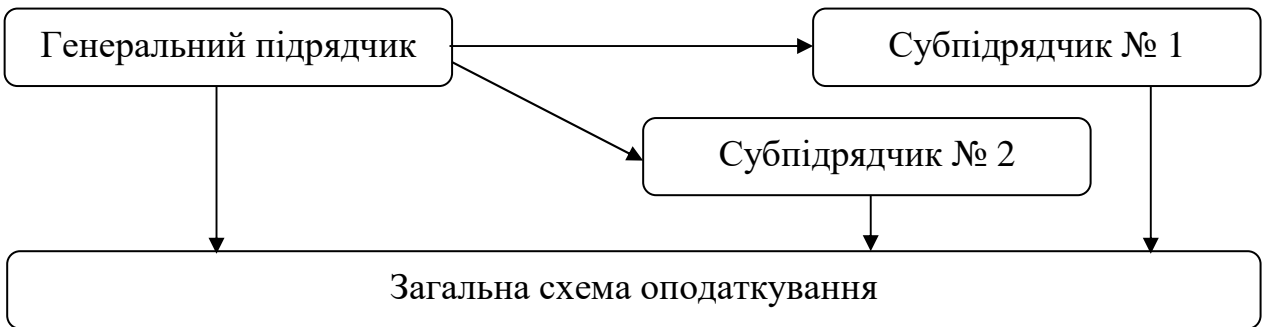 Генеральний підрядчик
Субпідрядчик № 1
Субпідрядчик № 2
Загальна схема оподаткування